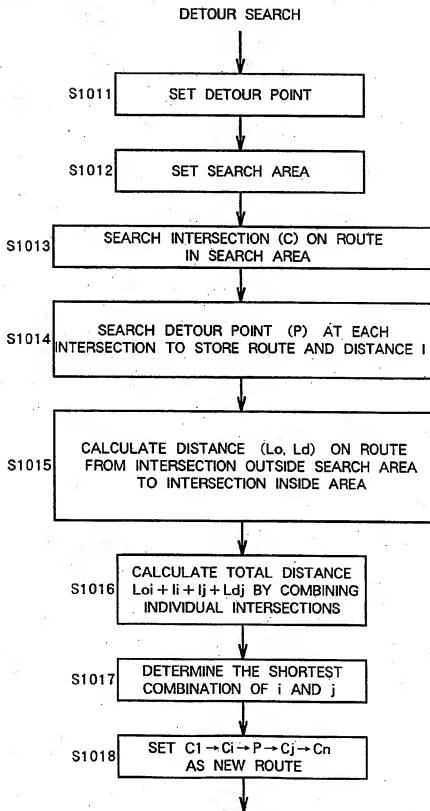 DETOUR SEARCH
S1011
SET DETOUR POINT
S1012
SET SEARCH AREA
S1013
SEARCH INTERSECTION (C) ON ROUTE
IN SEARCH AREA
S1014
SEARCH DETOUR POINT (P) AT EACH
INTERSECTION TO STORE ROUTE AND DISTANCE l
S1015
CALCULATE DISTANCE (Lo, Ld) ON ROUTE
FROM INTERSECTION OUTSIDE SEARCH AREA
TO INTERSECTION INSIDE AREA
S1016
CALCULATE TOTAL DISTANCE
Loi + li + lj + Ldj BY COMBINING
INDIVIDUAL INTERSECTIONS
S1017
DETERMINE THE SHORTEST
COMBINATION OF i AND j
S1018
SET C1→Ci→P→Cj→Cn
AS NEW ROUTE